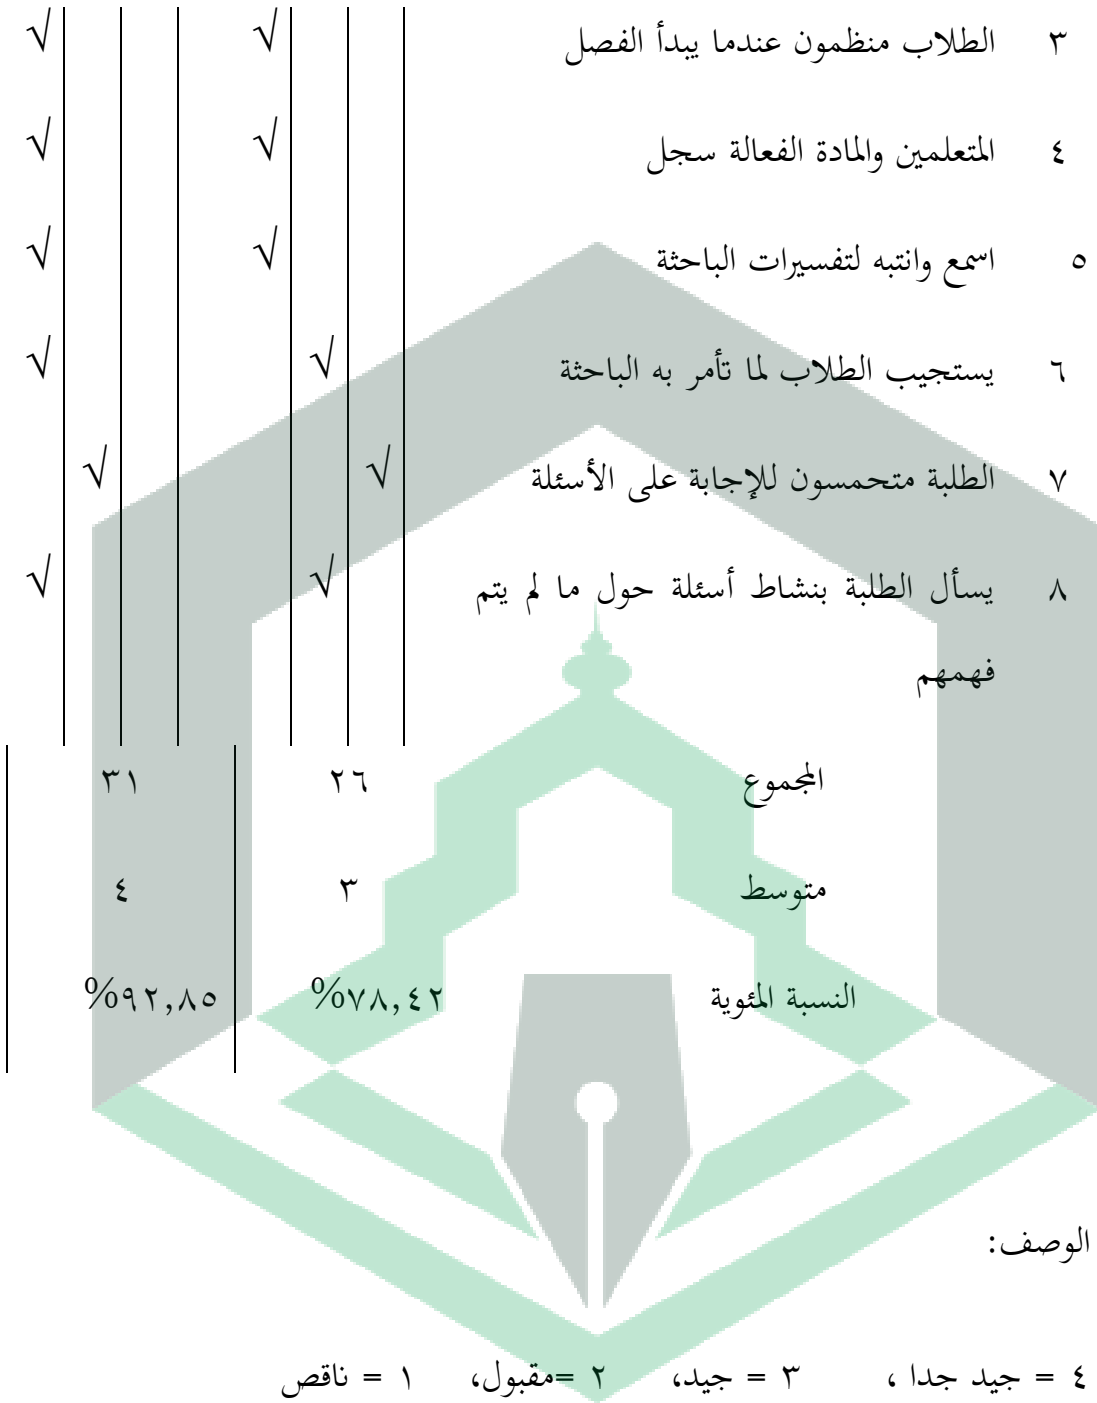 ٣ الطلاب منظمون عندما يبدأ الفصل √ √
٤ المتعلمين والمادة الفعالة سجل √ √
٥ اسمع وانتبه لتفسيرات الباحثة √ √
٦ يستجيب الطلاب لما تأمر به الباحثة √ √
٧ الطلبة متحمسون للإجابة على الأسئلة √ √
٨ يسأل الطلبة بنشاط أسئلة حول ما لم يتم √ √
فهمهم
المجموع ٢٦ ٣١
متوسط ٣ ٤
النسبة المئوية %٧٨,٤٢ %٩٢,٨٥
الوصف:
٤ = جيد جدا ، ٣ = جيد، ٢ =مقبول، ١ = ناقص